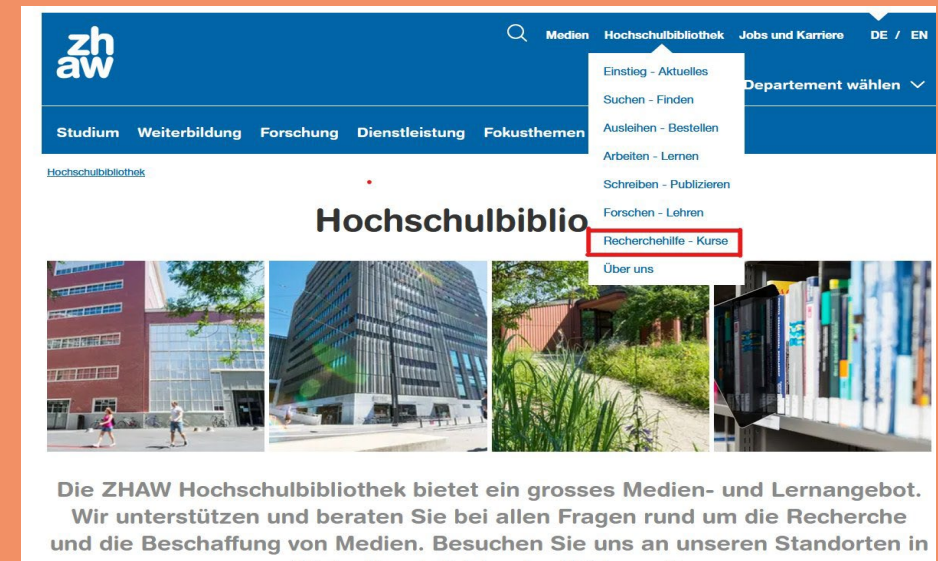 zh
aw
Medien Hochschulbibliothek Jobs und Karriere DE / EN
Departement wählen
Einstieg - Aktuelles
Suchen - Finden
Ausleihen - Bestellen
Arbeiten - Lernen
Schreiben - Publizieren
Forschen - Lehren
Recherchehilfe - Kurse
Über uns
Studium Weiterbildung Forschung Dienstleistung Fokusthemen
Hochschulbibliothek
Hochschulbiblio
Die ZHAW Hochschulbibliothek bietet ein grosses Medien- und Lernangebot.
Wir unterstützen und beraten Sie bei allen Fragen rund um die Recherche
und die Beschaffung von Medien. Besuchen Sie uns an unseren Standorten in